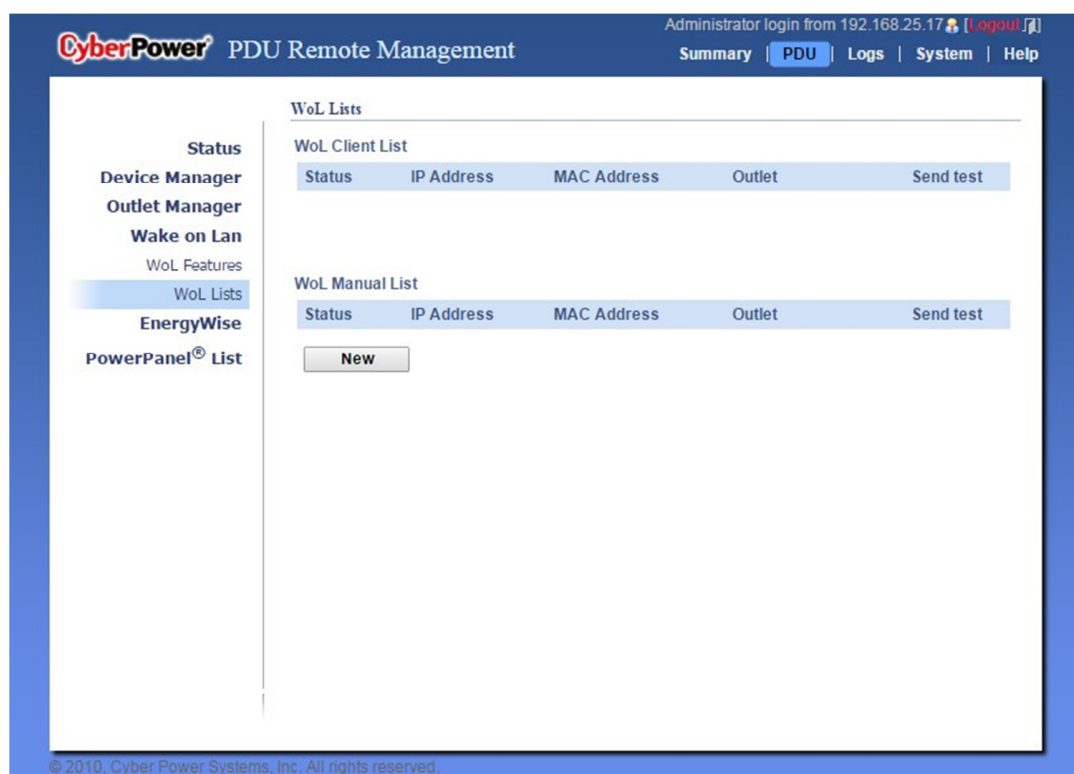 Administrator login from 192.168.25.17 [Logout]
CyberPower® PDU Remote Management
Summary | PDU | Logs | System | Help
WoL Lists
Status
Device Manager
Outlet Manager
Wake on Lan
WoL Features
WoL Lists
EnergyWise
PowerPanel® List
WoL Client List
Status IP Address MAC Address Outlet Send test
WoL Manual List
Status IP Address MAC Address Outlet Send test
New
© 2010, Cyber Power Systems, Inc. All rights reserved.